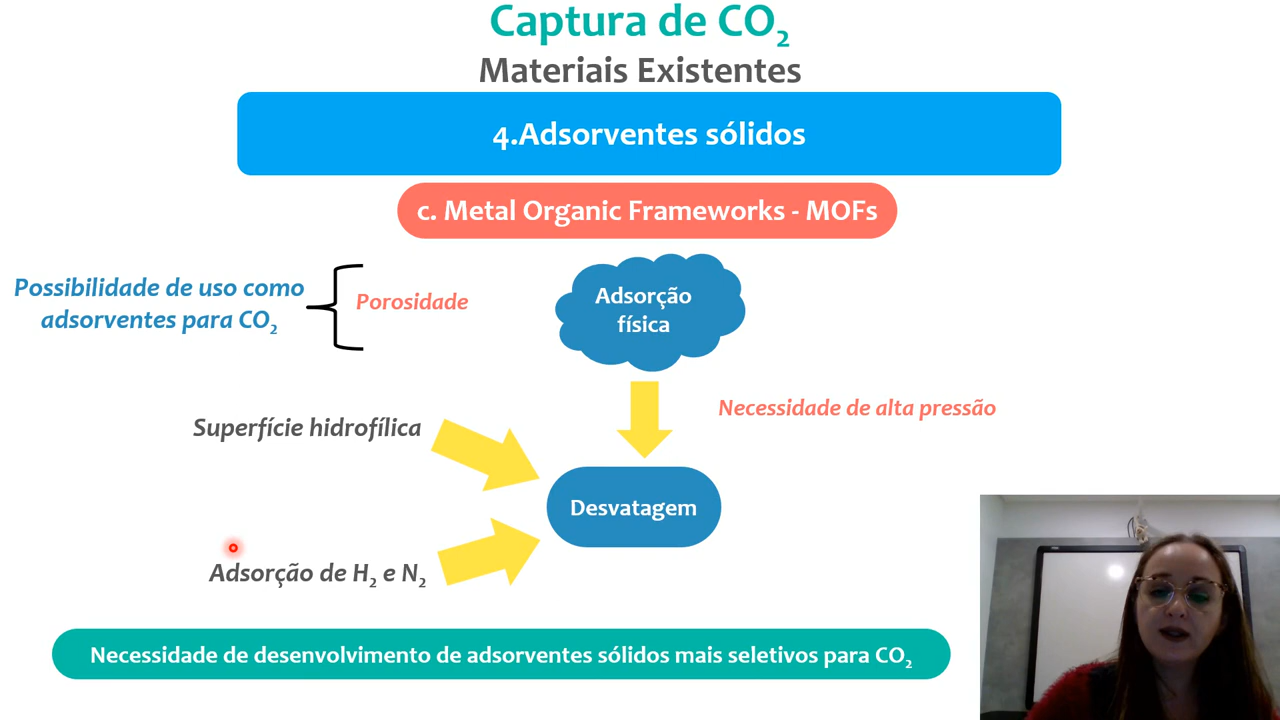 Captura de CO₂
Materiais Existentes
4.Adsorventes sólidos
c. Metal Organic Frameworks - MOFs
Possibilidade de uso como
adsorventes para CO₂
Porosidade
Adsorção
física
Necessidade de alta pressão
Superfície hidrofílica
Desvatagem
Adsorção de H₂ e N₂
Necessidade de desenvolvimento de adsorventes sólidos mais seletivos para CO₂